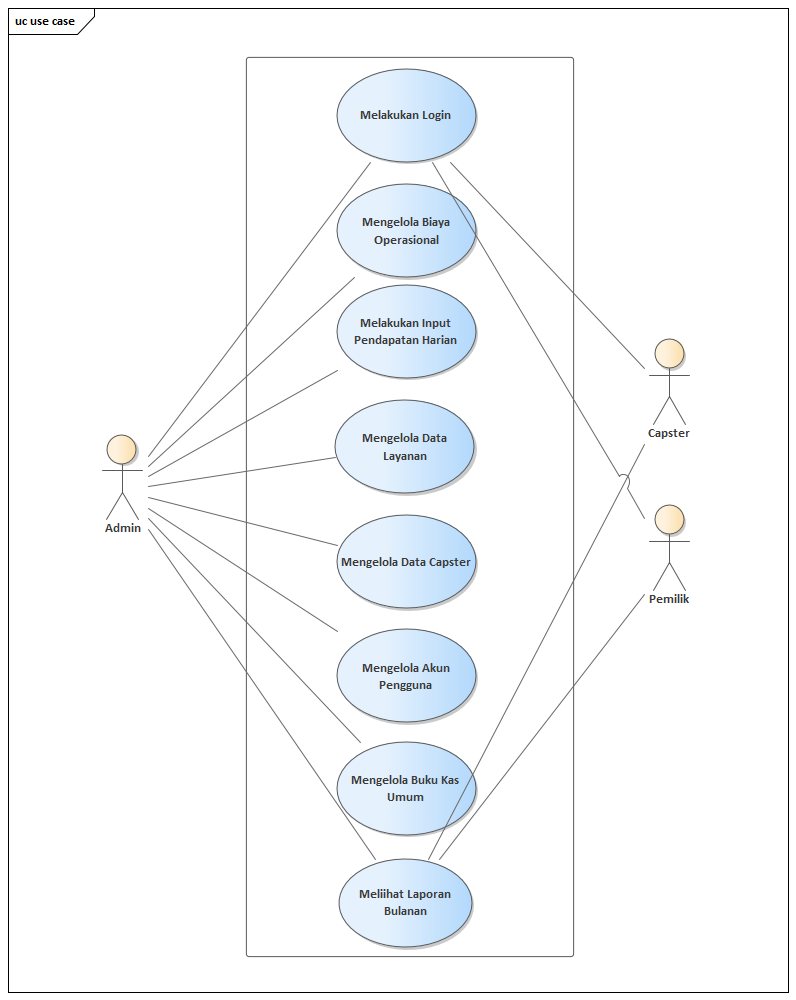 uc use case
Melakukan Login
Mengelola Biaya
Operasional
Melakukan Input
Pendapatan Harian
Capster
Mengelola Data
Layanan
Admin
Mengelola Data Capster
Pemilik
Mengelola Akun
Pengguna
Mengelola Buku Kas
Umum
Meliihat Laporan
Bulanan